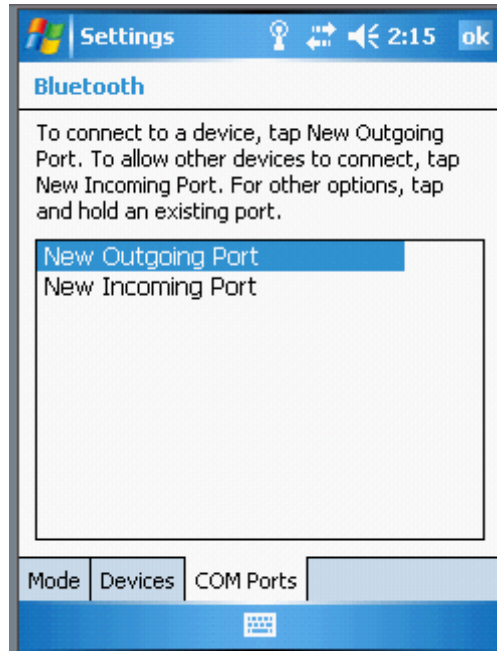 Settings 2:15 ok
Bluetooth
To connect to a device, tap New Outgoing
Port. To allow other devices to connect, tap
New Incoming Port. For other options, tap
and hold an existing port.
New Outgoing Port
New Incoming Port
Mode Devices COM Ports